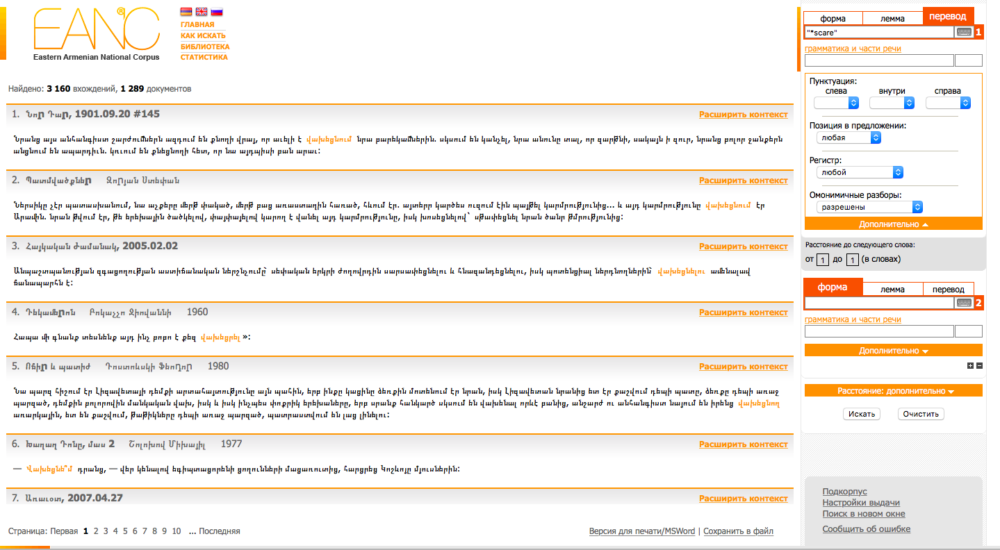 EANC®
Eastern Armenian National Corpus
ГЛАВНАЯ
КАК ИСКАТЬ
БИБЛИОТЕКА
СТАТИСТИКА
Найдено: 3 160 вхождений, 1 289 документов
1. Նոր Դար, 1901.09.20 #145 Расширить контекст
Նրանց այս անհանգիստ շարժումներն ազդում են քնողի վրայ, որ աւելի է վախեցնում նրա բարեկամներին. սկսում են կանչել, նրա անունը տալ, որ զարթնի, սակայն ի զուր, նրանց բոլոր ջանքերն
անցնում են ապարդիւն. կռւում են քնեցնողի հետ, որ նա այդպիսի բան արաւ:
2. Պատմվածքներ Զորյան Ստեփան Расширить контекст
Ներսիկը չէր պատասխանում, նա աչքերը մերթ փակած, մերթ բաց առաստաղին հառած, հևում էր. այտերը կարծես ուզում էին պայթել կարմրությունից... և այդ կարմրությունը վախեցնում էր
Արամին. նրան թվում էր, թե երեխային ծածկելով, փայփայելով կարող է վանել այդ կարմրությունը, իսկ խոսեցնելով` սթափեցնել նրան ծանր թմրությունից:
3. Հայկական ժամանակ, 2005.02.02 Расширить контекст
Անպաշտպանության զգացողության աստիճանական ներշնչումը` սեփական երկրի ժողովրդին սարսափեցնելու և հնազանդեցնելու, իսկ պոտենցիալ ներդնողներին` վախեցնելու ամենալավ
ճանապարհն է:
4. Դեկամերոն Բոկաչչո Ջիովաննի 1960 Расширить контекст
Հապա մի գնանք տեսնենք այդ ինչ բոբո է քեզ վախեցրել »:
5. Ոճիր և պատիժ Դոստոևսկի Ֆեոդոր 1980 Расширить контекст
Նա պարզ հիշում էր Լիզավետայի դեմքի արտահայտությունը այն պահին, երբ ինքը կացինը ձեռքին մոտենում էր նրան, իսկ Լիզավետան նրանից ետ էր քաշվում դեպի պատը, ձեռքը դեպի առաջ
պարզած, դեմքին բոլորովին մանկական վախ, իսկ և իսկ ինչպես փոքրիկ երեխաները, երբ սրանք հանկարծ սկսում են վախենալ որևէ բանից, անշարժ ու անհանգիստ նայում են իրենց վախեցնող
առարկային, ետ են քաշվում, թաթիկները դեպի առաջ պարզած, պատրաստվում են լաց լինելու:
6. Խաղաղ Դոնը, մաս 2 Շոլոխով Միխայիլ 1977 Расширить контекст
— Վախեցնե՞մ դրանց, — վեր կենալով եգիպտացորենի ցողունների մացառուտից, հարցրեց Կոշևոյը մյուսներին:
7. Առաւօտ, 2007.04.27 Расширить контекст
Страница: Первая 1 2 3 4 5 6 7 8 9 10 ... Последняя
Версия для печати/MSWord | Сохранить в файл
форма лемма перевод
"*scare" 1
грамматика и части речи
Пунктуация:
слева внутри справа
Позиция в предложении:
любая
Регистр:
любой
Омонимичные разборы:
разрешены
Дополнительно
Расстояние до следующего слова:
от 1 до 1 (в словах)
форма лемма перевод
2
грамматика и части речи
Дополнительно
Расстояние: дополнительно
Искать Очистить
Подкорпус
Настройки выдачи
Поиск в новом окне
Сообщить об ошибке